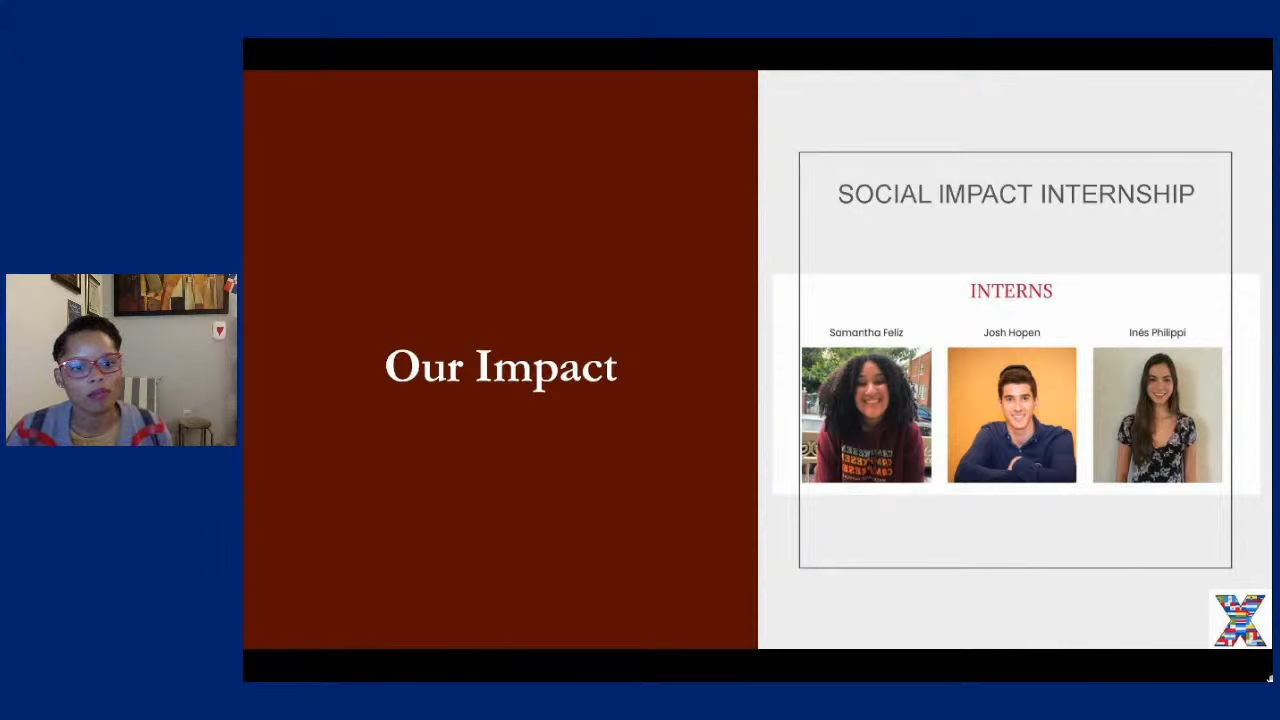 Our Impact
SOCIAL IMPACT INTERNSHIP
INTERNS
Samantha Feliz
Josh Hopen
Inés Philippi